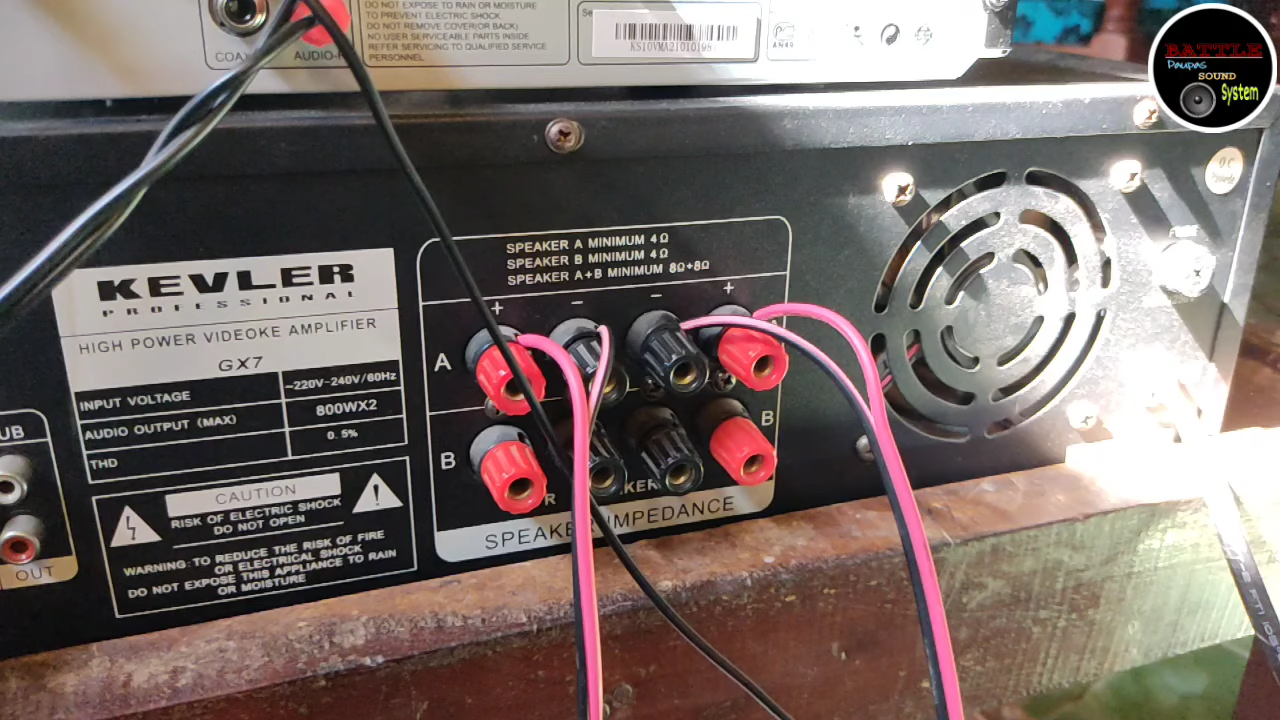 DO NOT EXPOSE TO RAIN OR MOISTURE
TO PREVENT ELECTRIC SHOCK.
DO NOT REMOVE COVER(OR BACK)
NO USER SERVICEABLE PARTS INSIDE
REFER SERVICING TO QUALIFIED SERVICE
PERSONNEL
COAX
AUDIO-
BATTLE
Paupas
SOUND
System
KEVLER
PROFESSIONAL
HIGH POWER VIDEOKE AMPLIFIER
GX7
INPUT VOLTAGE ~220V-240V/60Hz
AUDIO OUTPUT (MAX) 800WX2
THD 0.5%
CAUTION
RISK OF ELECTRIC SHOCK
DO NOT OPEN
WARNING: TO REDUCE THE RISK OF FIRE
OR ELECTRICAL SHOCK
DO NOT EXPOSE THIS APPLIANCE TO RAIN
OR MOISTURE
UB
OUT
SPEAKER A MINIMUM 4Ω
SPEAKER B MINIMUM 4Ω
SPEAKER A+B MINIMUM 8Ω+8Ω
+ − − +
A
B
B
SPEAKER IMPEDANCE